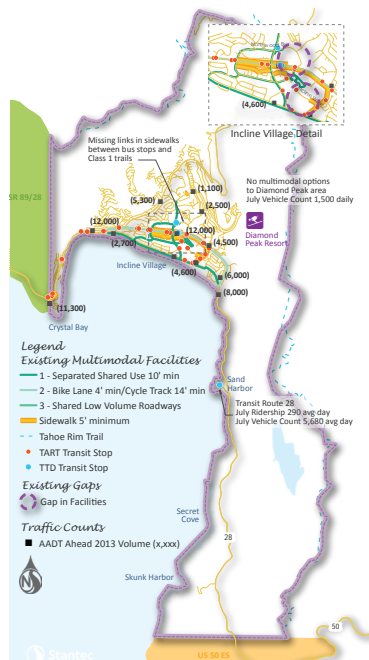 (4,600)
Incline Village Detail
Missing links in sidewalks
between bus stops and
Class 1 trails
No multimodal options
to Diamond Peak area
July Vehicle Count 1,500 daily
SR 89/28
(1,100)
(5,300)
(2,500)
Diamond
Peak Resort
(12,000)
(12,000)
(2,700)
(4,500)
Incline Village
(4,600)
(6,000)
(8,000)
(11,300)
Crystal Bay
Legend
Existing Multimodal Facilities
1 - Separated Shared Use 10' min
2 - Bike Lane 4' min/Cycle Track 14' min
3 - Shared Low Volume Roadways
Sidewalk 5' minimum
Tahoe Rim Trail
TART Transit Stop
TTD Transit Stop
Existing Gaps
Gap in Facilities
Traffic Counts
AADT Ahead 2013 Volume (x,xxx)
Sand
Harbor
Transit Route 28
July Ridership 290 avg day
July Vehicle Count 5,680 avg day
Secret
Cove
28
Skunk Harbor
N
50
Stantec
US 50 ES